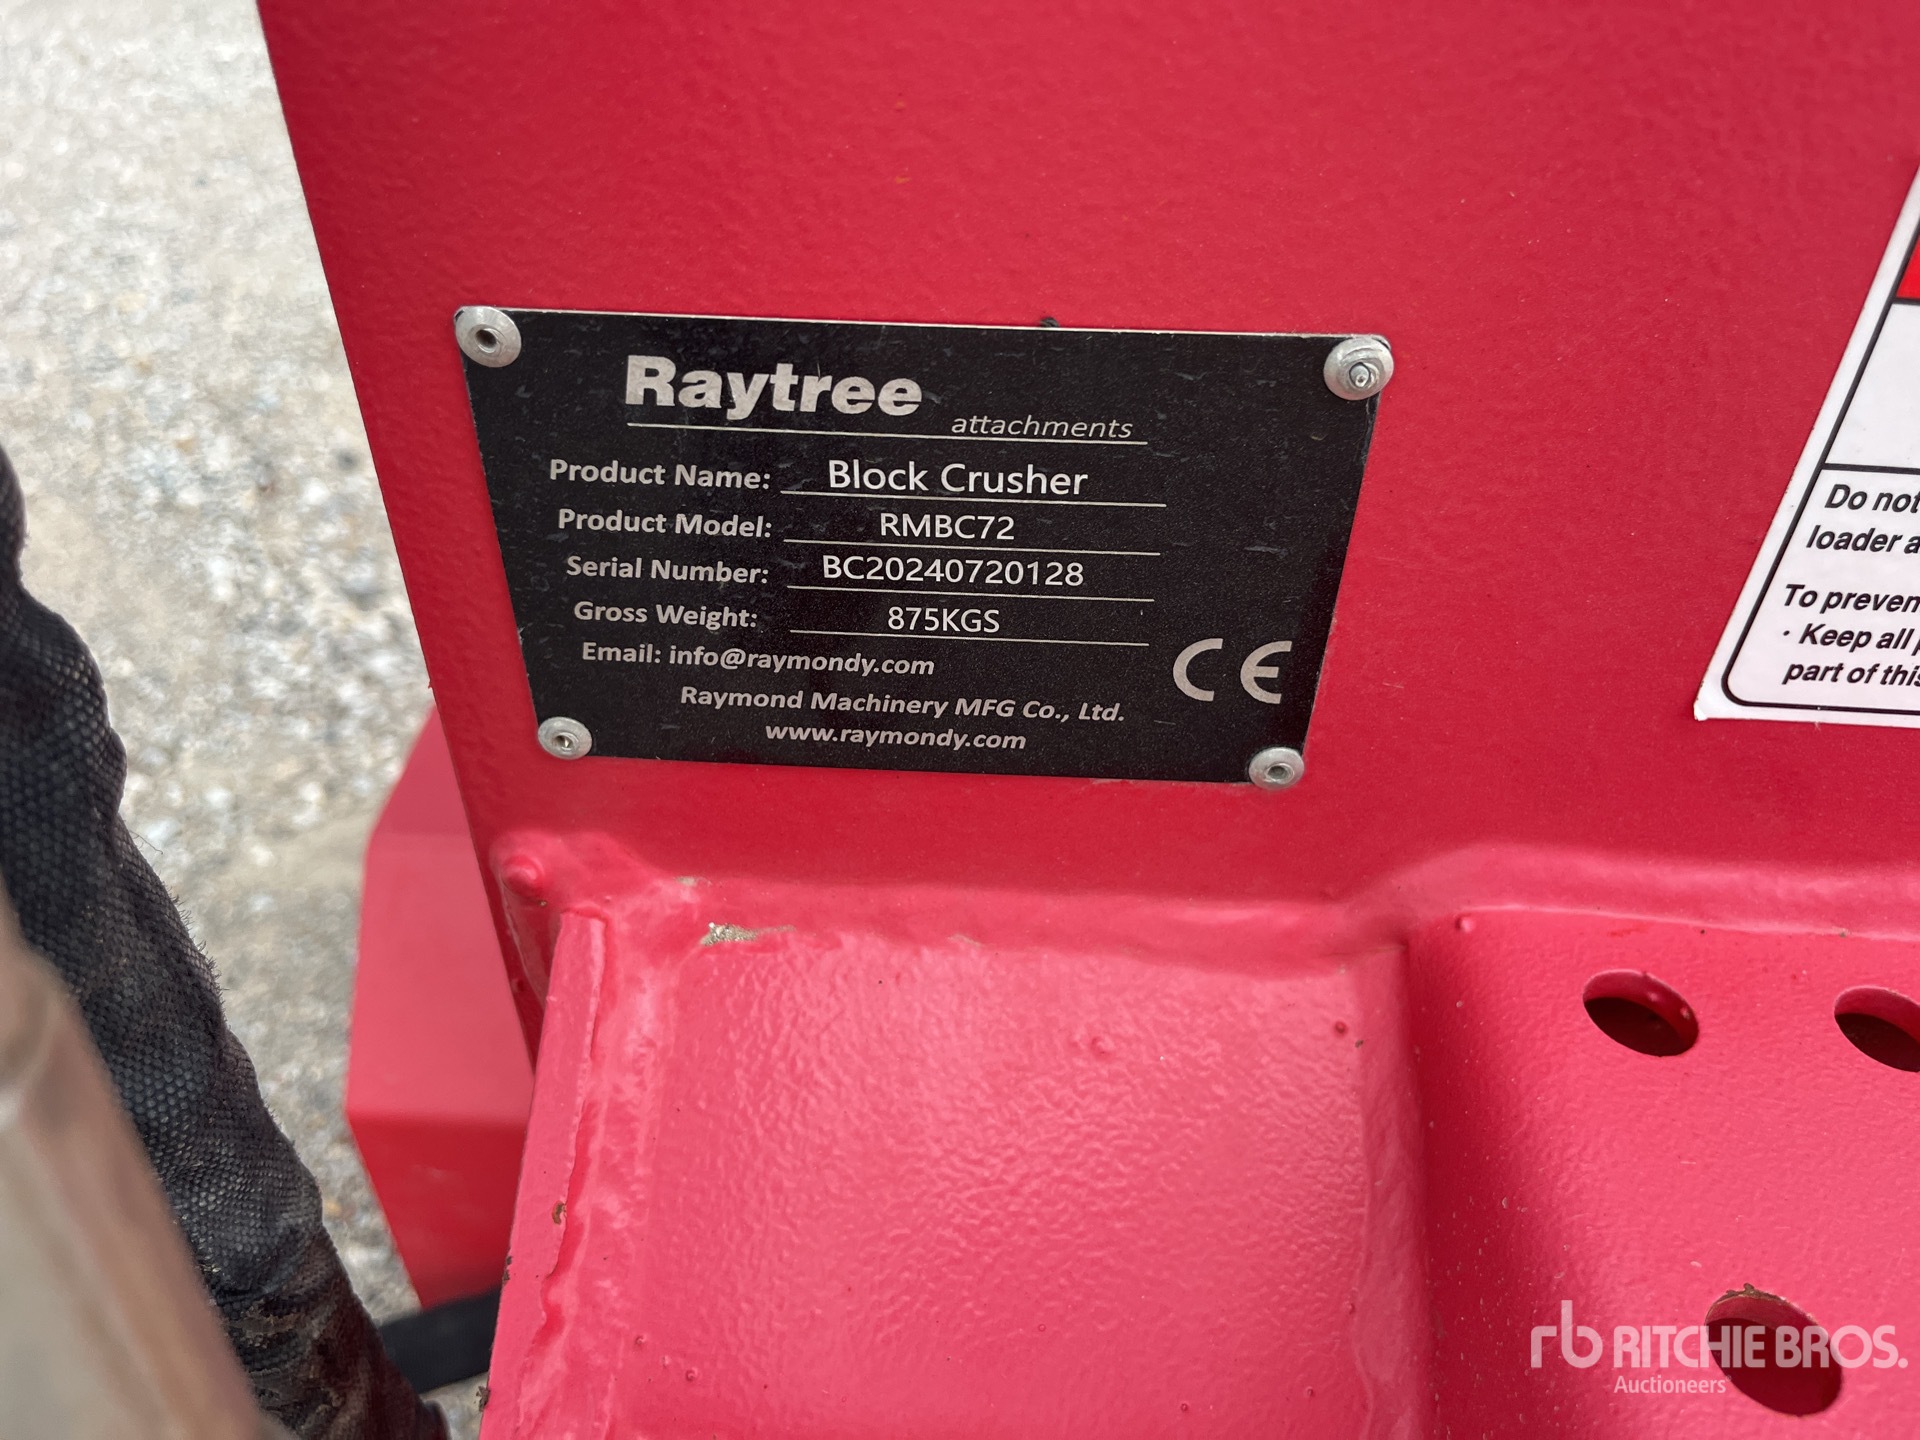 Raytree
attachments
Product Name: Block Crusher
Product Model: RMBC72
Serial Number: BC20240720128
Gross Weight: 875KGS
Email: info@raymondy.com
Raymond Machinery MFG Co., Ltd.
www.raymondy.com
CE
Do not
loader
To preven
· Keep all
part of this
rb RITCHIE BROS.
Auctioneers